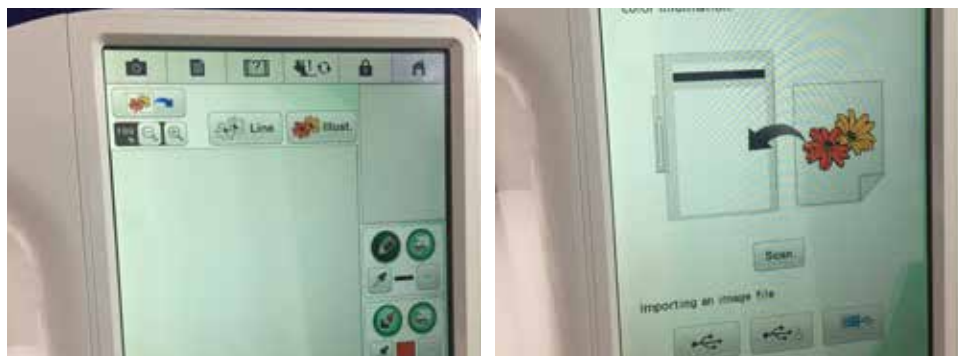 Line
Illust.
color information.
Scan
Importing an image file